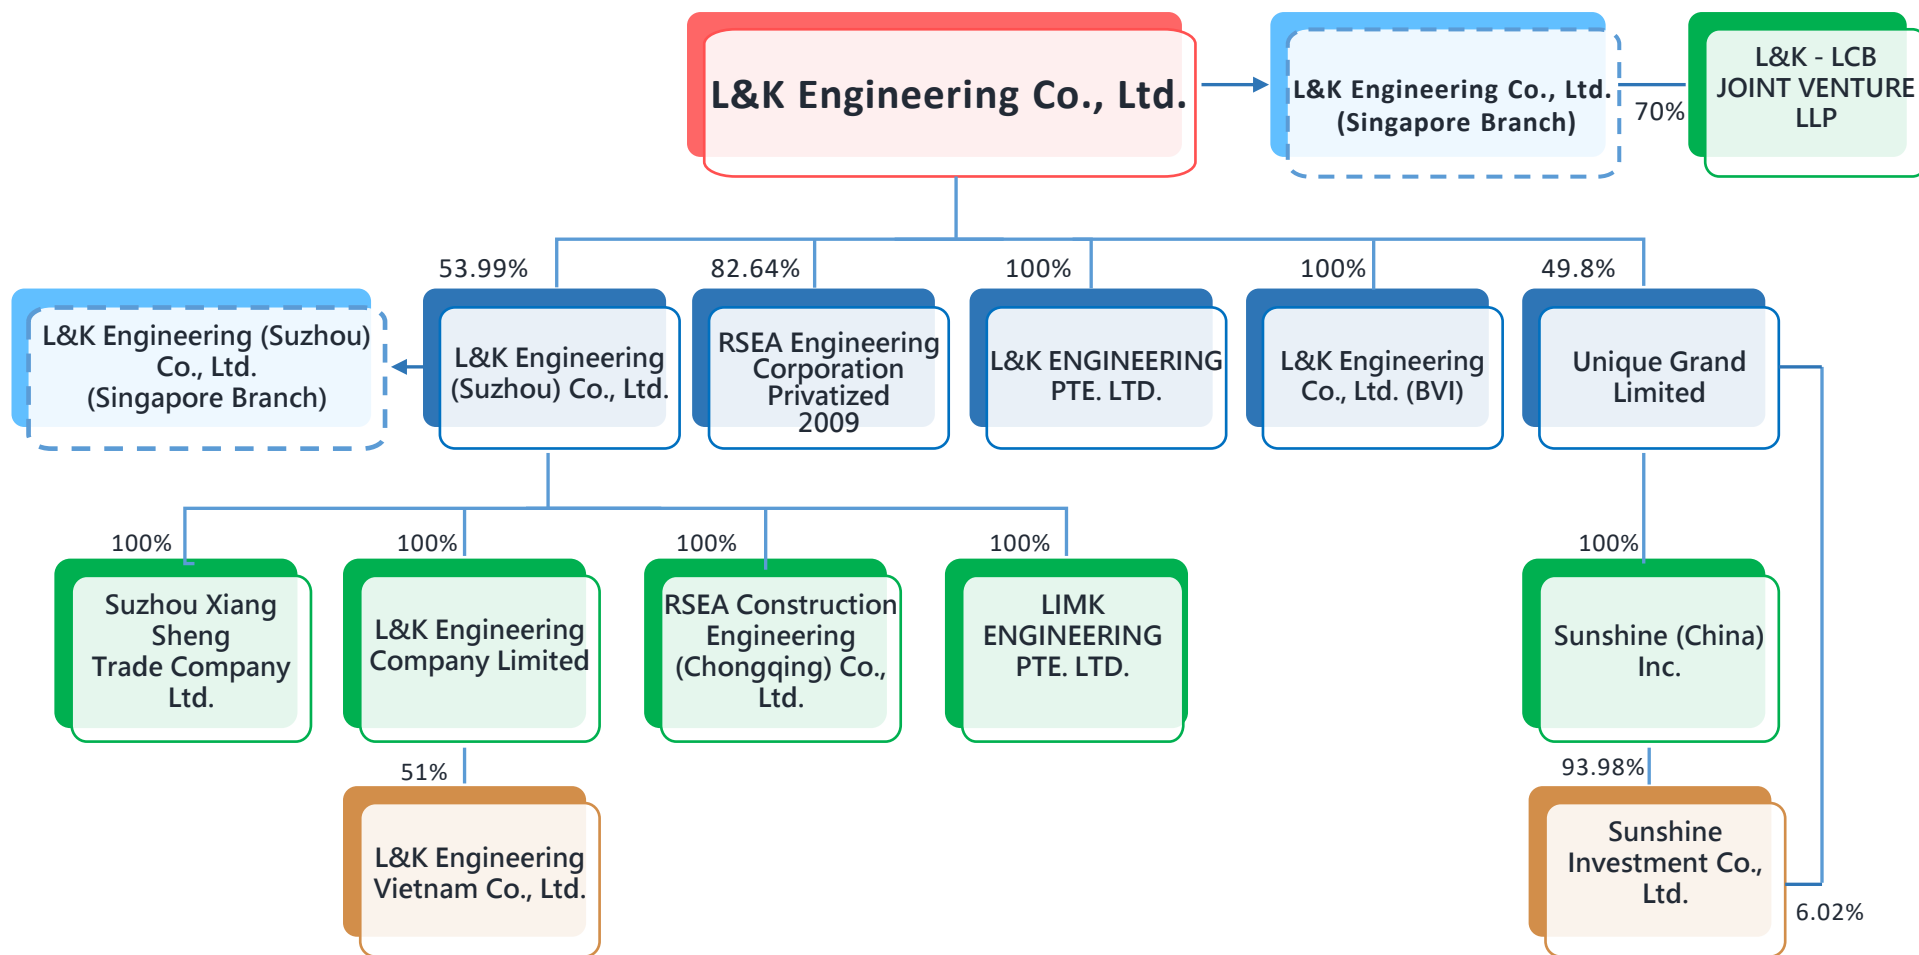 L&K Engineering Co., Ltd.
L&K Engineering Co., Ltd.
(Singapore Branch)
70%
L&K - LCB
JOINT VENTURE
LLP
53.99%
82.64%
100%
100%
49.8%
L&K Engineering (Suzhou)
Co., Ltd.
(Singapore Branch)
L&K Engineering
(Suzhou) Co., Ltd.
RSEA Engineering
Corporation
Privatized
2009
L&K ENGINEERING
PTE. LTD.
L&K Engineering
Co., Ltd. (BVI)
Unique Grand
Limited
100%
100%
100%
100%
100%
Suzhou Xiang
Sheng
Trade Company
Ltd.
L&K Engineering
Company Limited
RSEA Construction
Engineering
(Chongqing) Co.,
Ltd.
LIMK
ENGINEERING
PTE. LTD.
Sunshine (China)
Inc.
51%
93.98%
L&K Engineering
Vietnam Co., Ltd.
Sunshine
Investment Co.,
Ltd.
6.02%